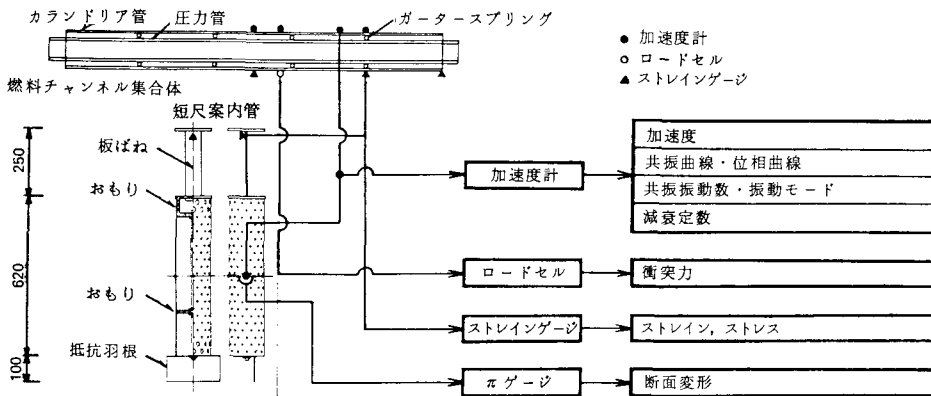 カランドリア管
圧力管
ガータースプリング
● 加速度計
○ ロードセル
▲ ストレインゲージ
燃料チャンネル集合体
短尺案内管
板ばね
おもり
おもり
抵抗羽根
250
620
100
加速度計
加速度
共振曲線・位相曲線
共振振動数・振動モード
減衰定数
ロードセル
衝突力
ストレインゲージ
ストレイン, ストレス
πゲージ
断面変形